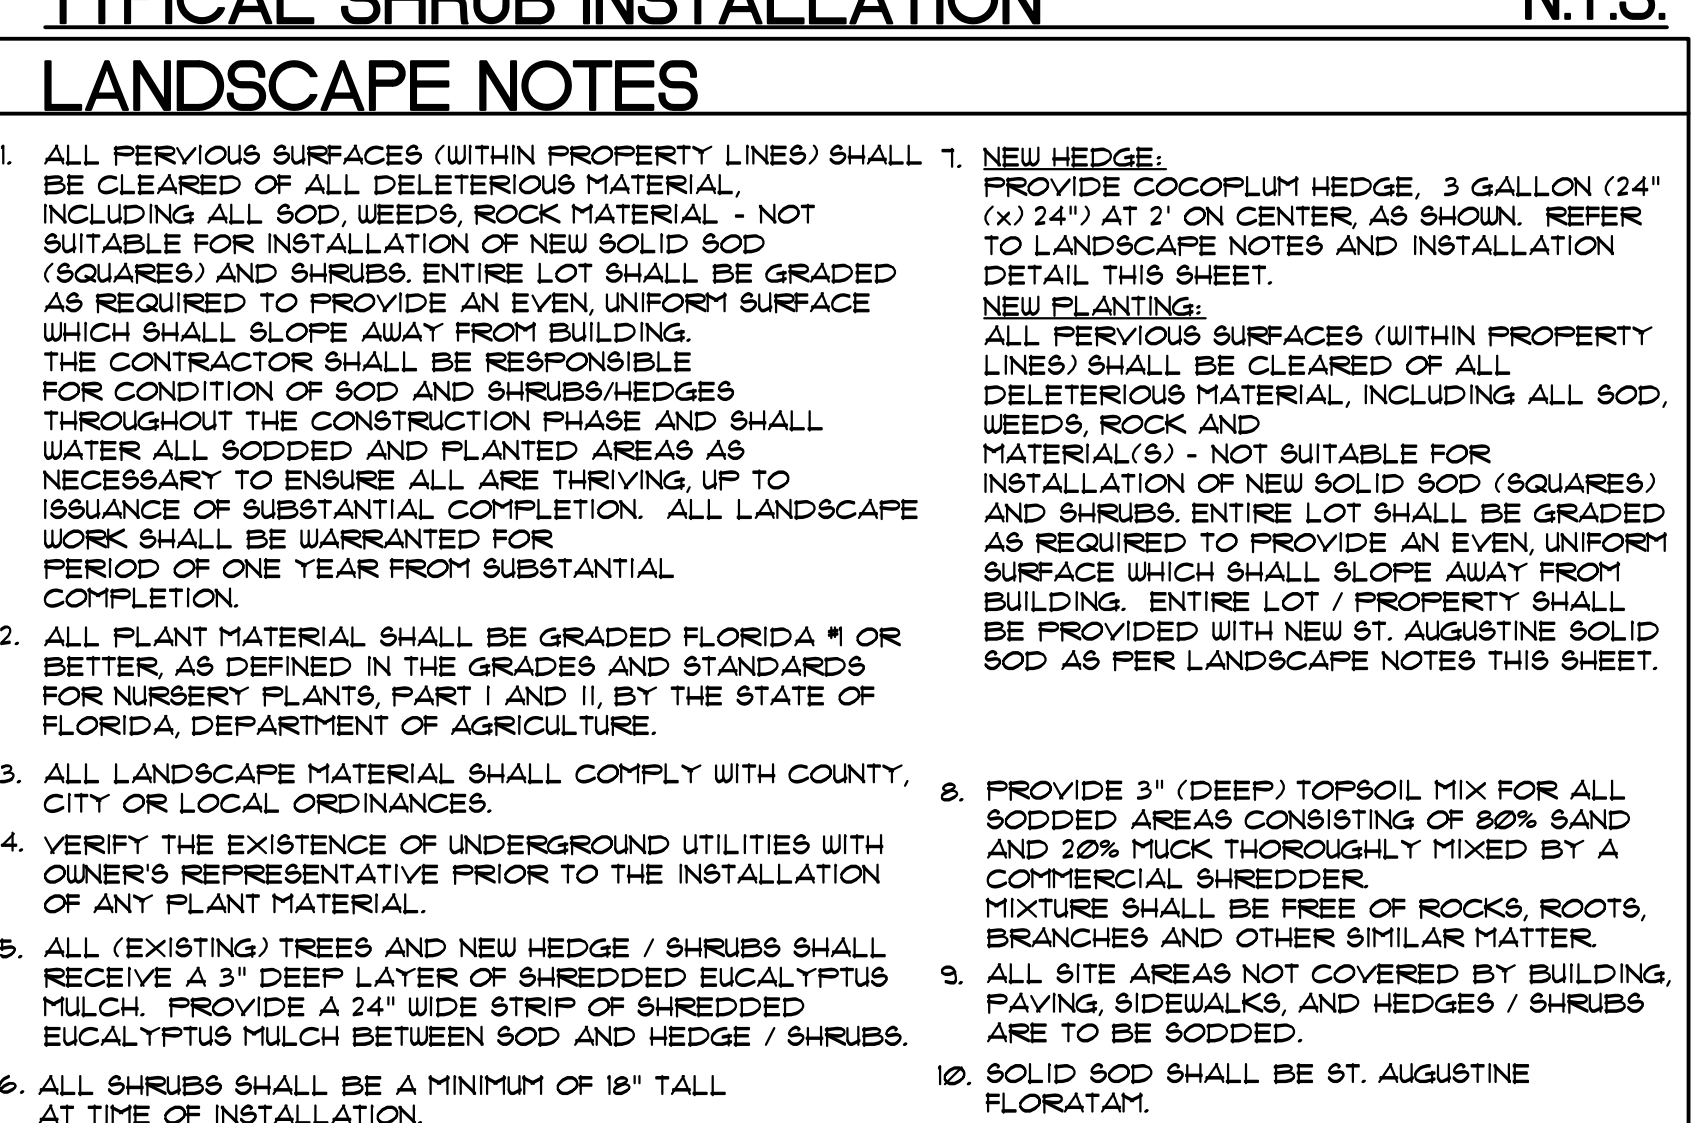 TYPICAL SHRUB INSTALLATION N.T.S.
LANDSCAPE NOTES
1. ALL PERVIOUS SURFACES (WITHIN PROPERTY LINES) SHALL
BE CLEARED OF ALL DELETERIOUS MATERIAL,
INCLUDING ALL SOD, WEEDS, ROCK MATERIAL - NOT
SUITABLE FOR INSTALLATION OF NEW SOLID SOD
(SQUARES) AND SHRUBS. ENTIRE LOT SHALL BE GRADED
AS REQUIRED TO PROVIDE AN EVEN, UNIFORM SURFACE
WHICH SHALL SLOPE AWAY FROM BUILDING.
THE CONTRACTOR SHALL BE RESPONSIBLE
FOR CONDITION OF SOD AND SHRUBS/HEDGES
THROUGHOUT THE CONSTRUCTION PHASE AND SHALL
WATER ALL SODDED AND PLANTED AREAS AS
NECESSARY TO ENSURE ALL ARE THRIVING, UP TO
ISSUANCE OF SUBSTANTIAL COMPLETION. ALL LANDSCAPE
WORK SHALL BE WARRANTED FOR
PERIOD OF ONE YEAR FROM SUBSTANTIAL
COMPLETION.
2. ALL PLANT MATERIAL SHALL BE GRADED FLORIDA #1 OR
BETTER, AS DEFINED IN THE GRADES AND STANDARDS
FOR NURSERY PLANTS, PART I AND II, BY THE STATE OF
FLORIDA, DEPARTMENT OF AGRICULTURE.
3. ALL LANDSCAPE MATERIAL SHALL COMPLY WITH COUNTY,
CITY OR LOCAL ORDINANCES.
4. VERIFY THE EXISTENCE OF UNDERGROUND UTILITIES WITH
OWNER'S REPRESENTATIVE PRIOR TO THE INSTALLATION
OF ANY PLANT MATERIAL.
5. ALL (EXISTING) TREES AND NEW HEDGE / SHRUBS SHALL
RECEIVE A 3" DEEP LAYER OF SHREDDED EUCALYPTUS
MULCH. PROVIDE A 24" WIDE STRIP OF SHREDDED
EUCALYPTUS MULCH BETWEEN SOD AND HEDGE / SHRUBS.
6. ALL SHRUBS SHALL BE A MINIMUM OF 18" TALL
AT TIME OF INSTALLATION.
7. NEW HEDGE:
PROVIDE COCOPLUM HEDGE, 3 GALLON (24"
(x) 24") AT 2' ON CENTER, AS SHOWN. REFER
TO LANDSCAPE NOTES AND INSTALLATION
DETAIL THIS SHEET.
NEW PLANTING:
ALL PERVIOUS SURFACES (WITHIN PROPERTY
LINES) SHALL BE CLEARED OF ALL
DELETERIOUS MATERIAL, INCLUDING ALL SOD,
WEEDS, ROCK AND
MATERIAL(S) - NOT SUITABLE FOR
INSTALLATION OF NEW SOLID SOD (SQUARES)
AND SHRUBS. ENTIRE LOT SHALL BE GRADED
AS REQUIRED TO PROVIDE AN EVEN, UNIFORM
SURFACE WHICH SHALL SLOPE AWAY FROM
BUILDING. ENTIRE LOT / PROPERTY SHALL
BE PROVIDED WITH NEW ST. AUGUSTINE SOLID
SOD AS PER LANDSCAPE NOTES THIS SHEET.
8. PROVIDE 3" (DEEP) TOPSOIL MIX FOR ALL
SODDED AREAS CONSISTING OF 80% SAND
AND 20% MUCK THOROUGHLY MIXED BY A
COMMERCIAL SHREDDER.
MIXTURE SHALL BE FREE OF ROCKS, ROOTS,
BRANCHES AND OTHER SIMILAR MATTER.
9. ALL SITE AREAS NOT COVERED BY BUILDING,
PAVING, SIDEWALKS, AND HEDGES / SHRUBS
ARE TO BE SODDED.
10. SOLID SOD SHALL BE ST. AUGUSTINE
FLORATAM.